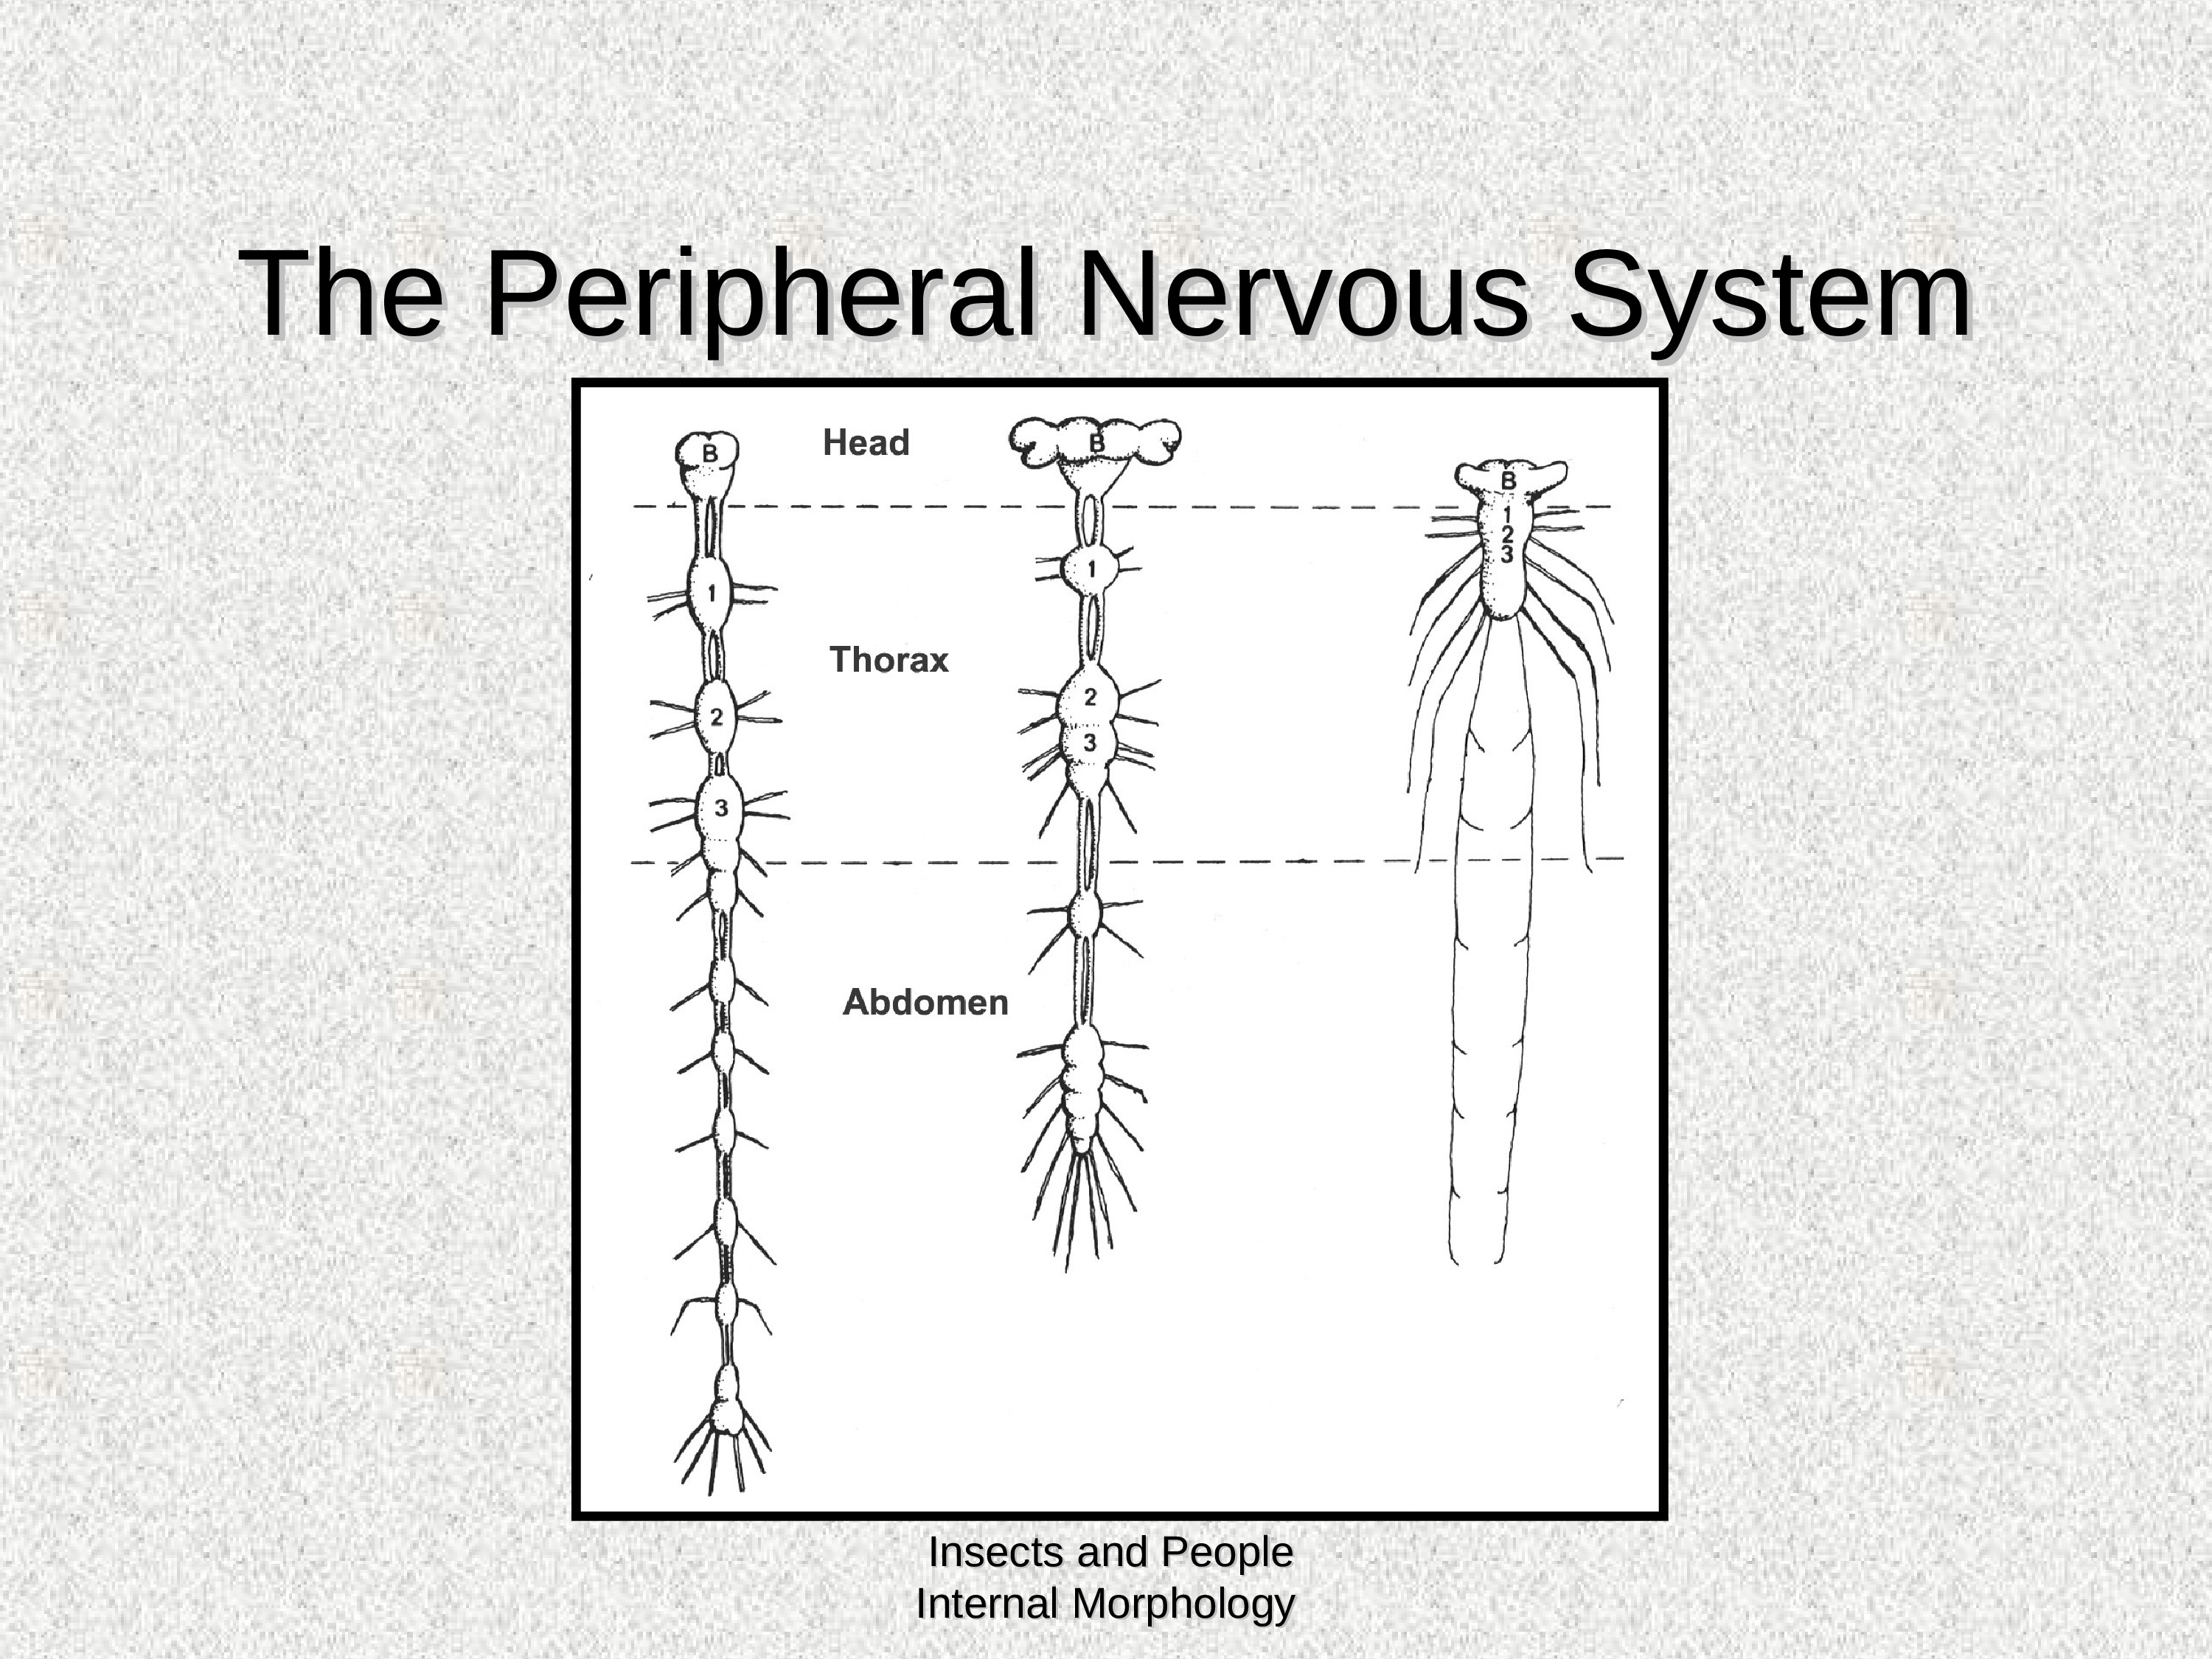 The Peripheral Nervous System
B
Head
B
B
1
2
3
1
1
Thorax
2
2
3
3
Abdomen
Insects and People
Internal Morphology